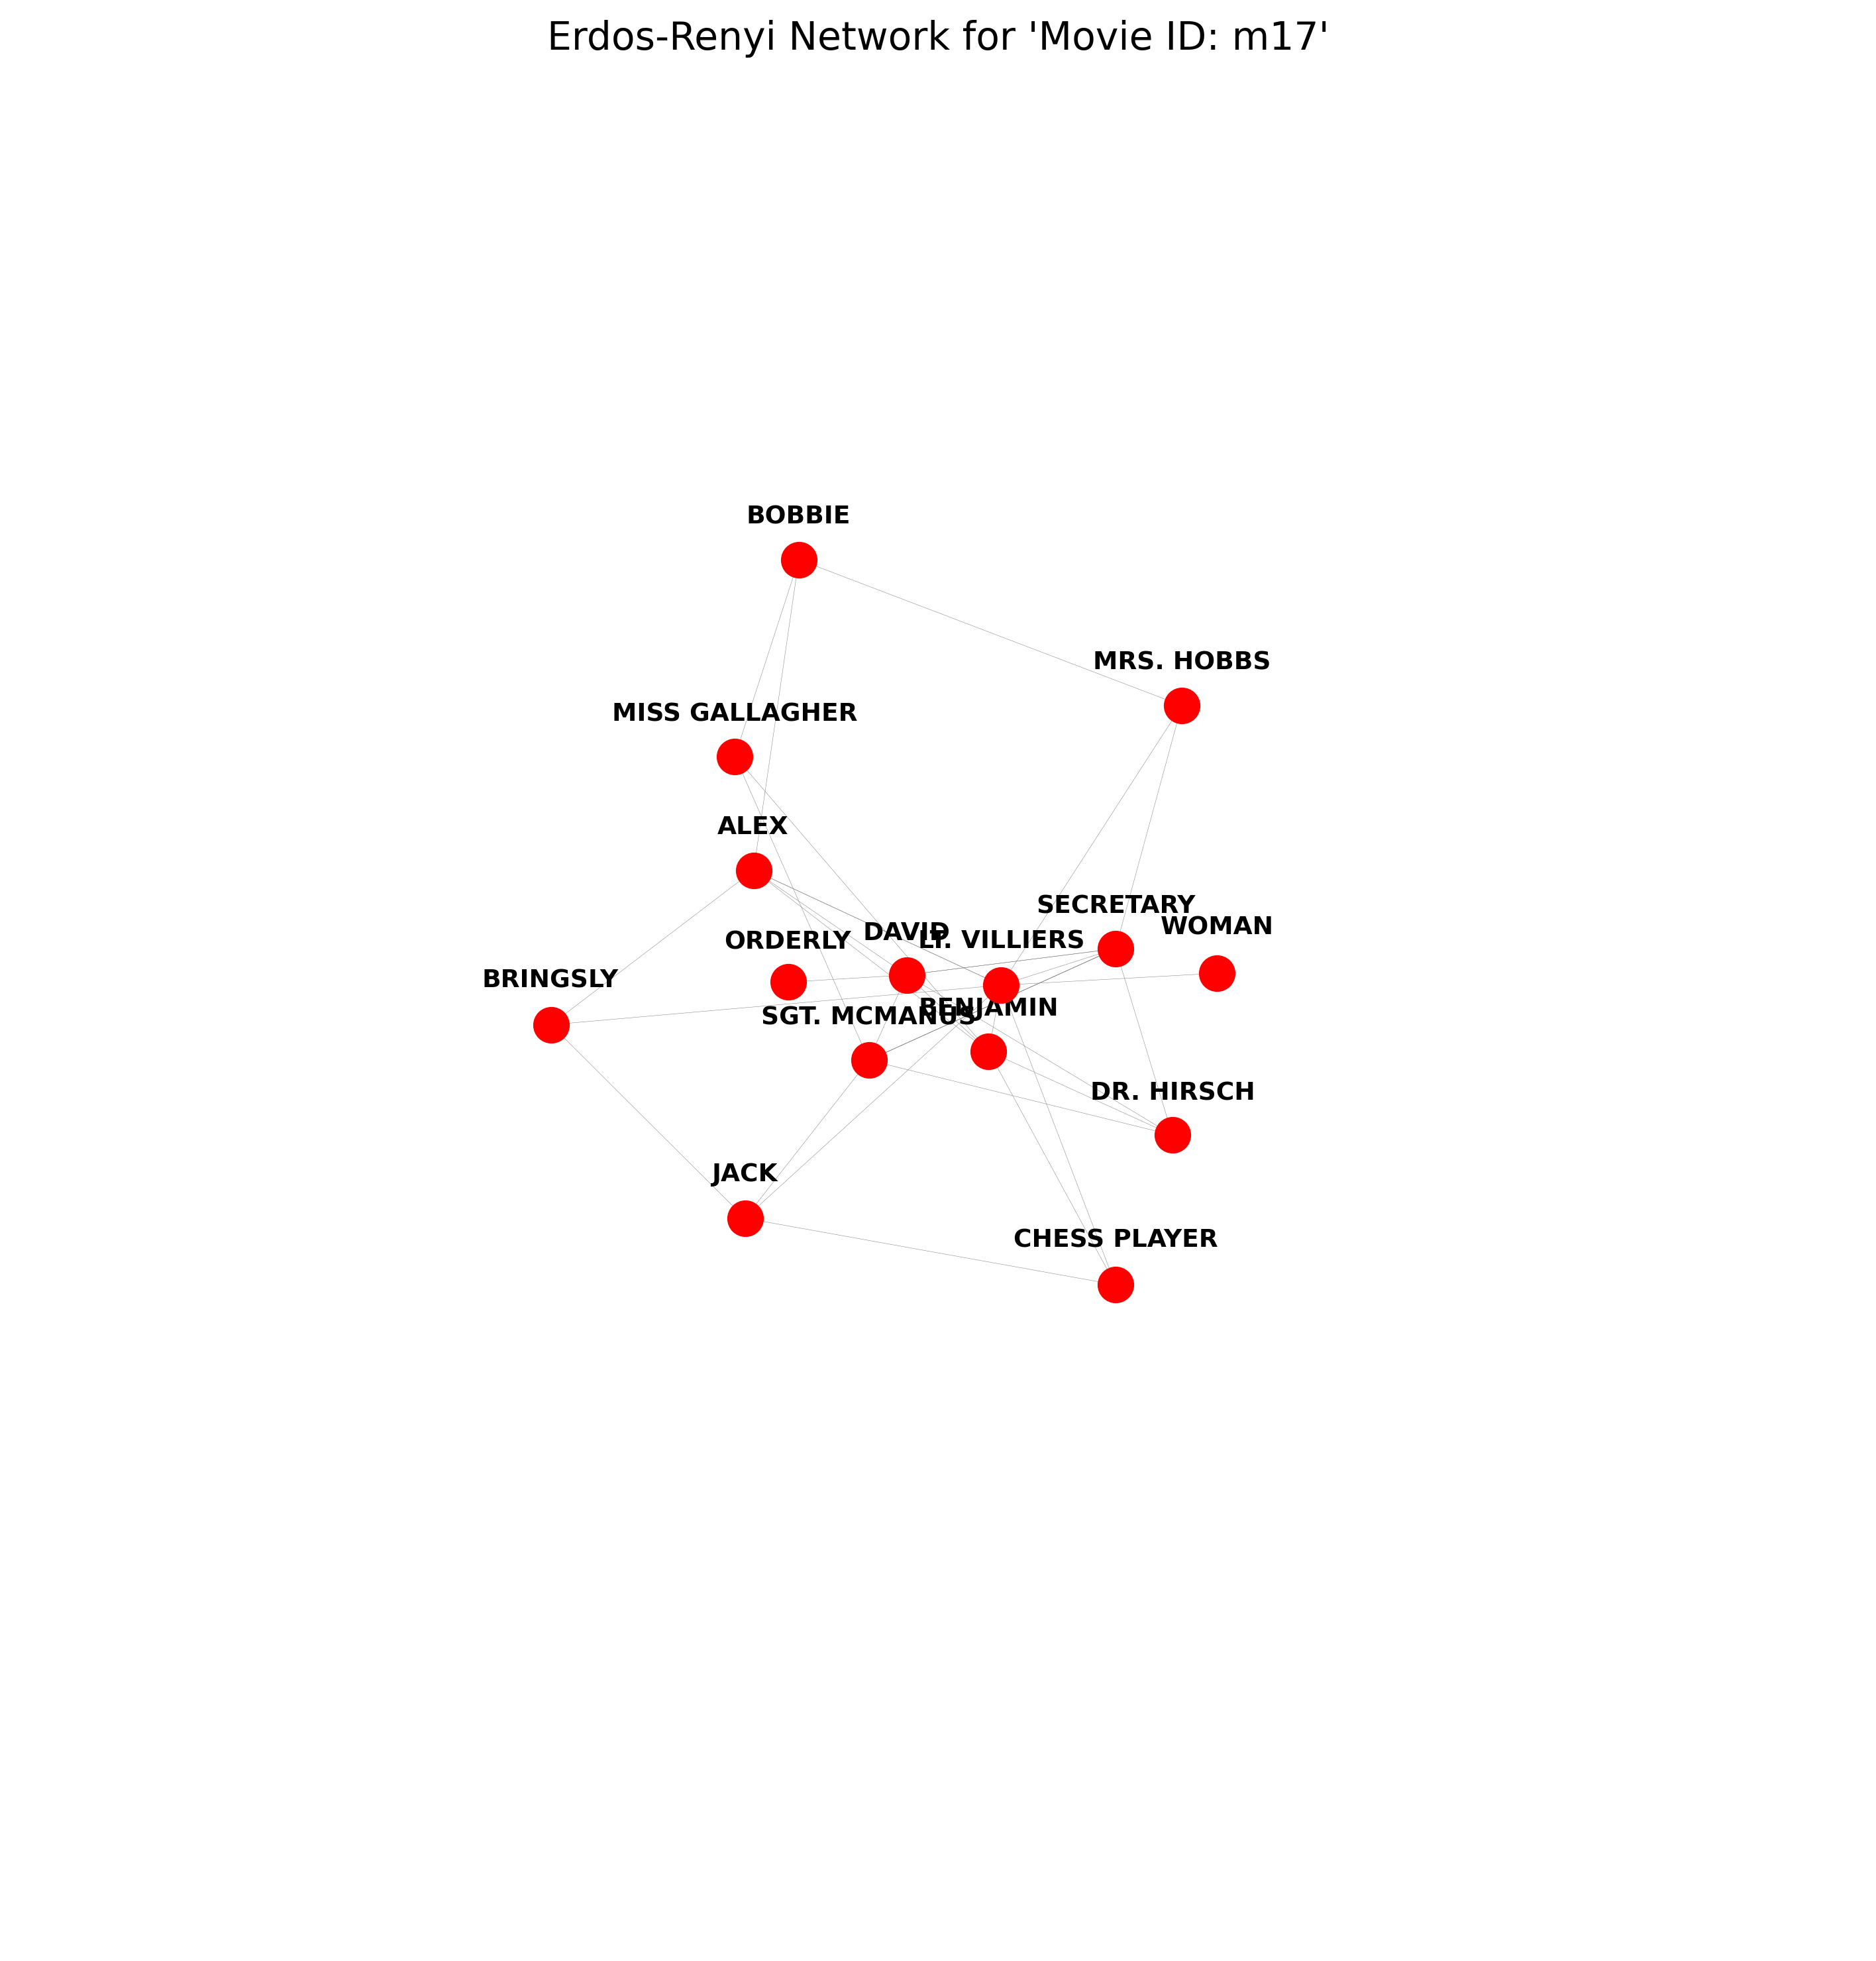 Erdos-Renyi Network for 'Movie ID: m17'
BOBBIE
MRS. HOBBS
MISS GALLAGHER
ALEX
SECRETARY
WOMAN
DAVID
LT. VILLIERS
ORDERLY
BRINGSLY
BENJAMIN
SGT. MCMANUS
DR. HIRSCH
JACK
CHESS PLAYER